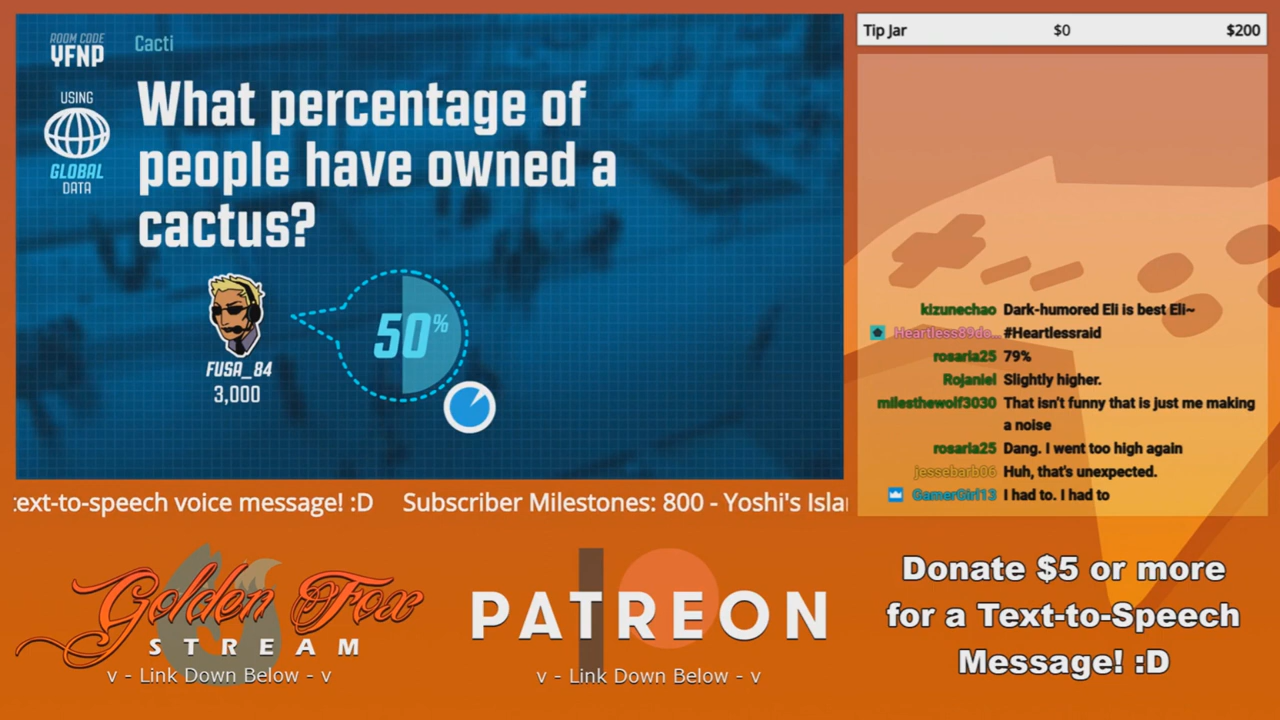 ROOM CODE
YFNP
Cacti
USING
GLOBAL
DATA
What percentage of
people have owned a
cactus?
50%
FUSA_84
3,000
Tip Jar $0 $200
kizunechao Dark-humored Eli is best Eli~
Heartless89do... #Heartlessraid
rosaria25 79%
Rojaniel Slightly higher.
milesthewolf3030 That isn't funny that is just me making
a noise
rosaria25 Dang. I went too high again
jessebarb06 Huh, that's unexpected.
GamerGirl13 I had to. I had to
text-to-speech voice message! :D Subscriber Milestones: 800 - Yoshi's Islan
Golden Fox
STREAM
v - Link Down Below - v
PATREON
v - Link Down Below - v
Donate $5 or more
for a Text-to-Speech
Message! :D